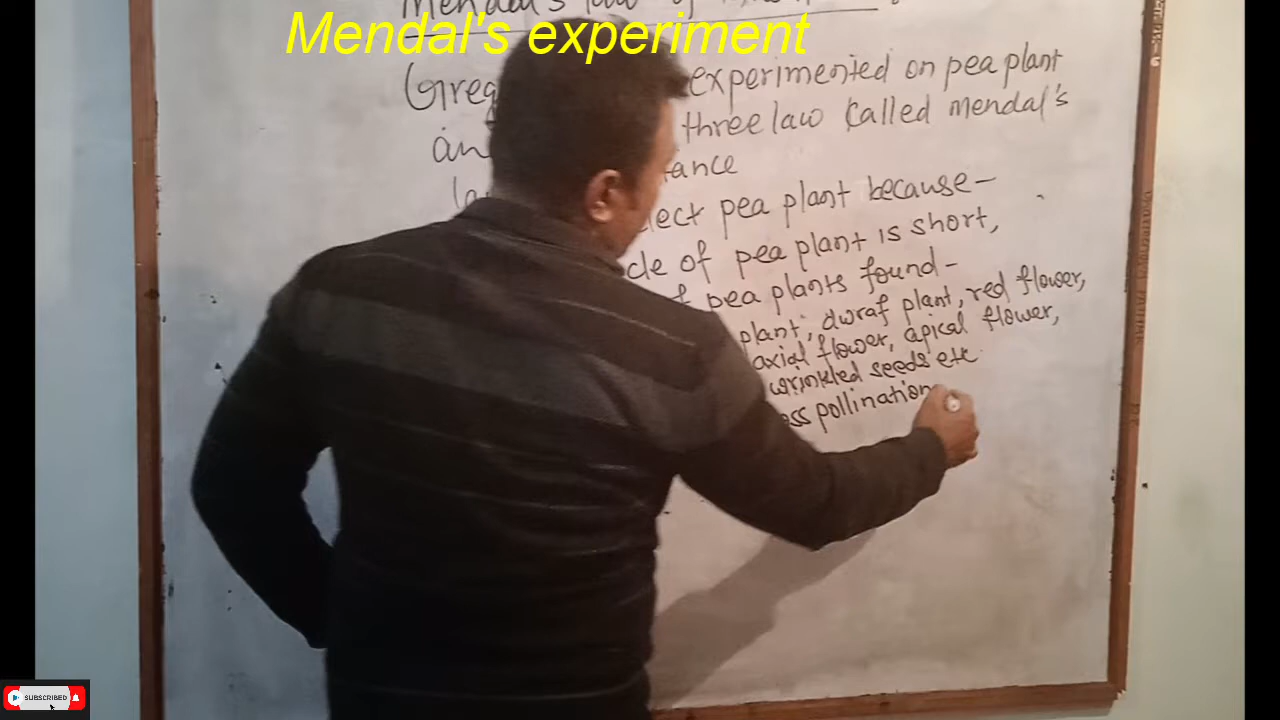 Mendal's experiment
Mendal's law of
Greg experimented on pea plant
an three law called Mendal's
la tance
lect pea plant because-
cle of pea plant is short,
f pea plants found-
plant, dwraf plant, red flower,
axial flower, apical flower,
wrinkled seeds etc
oss pollination
SUBSCRIBED